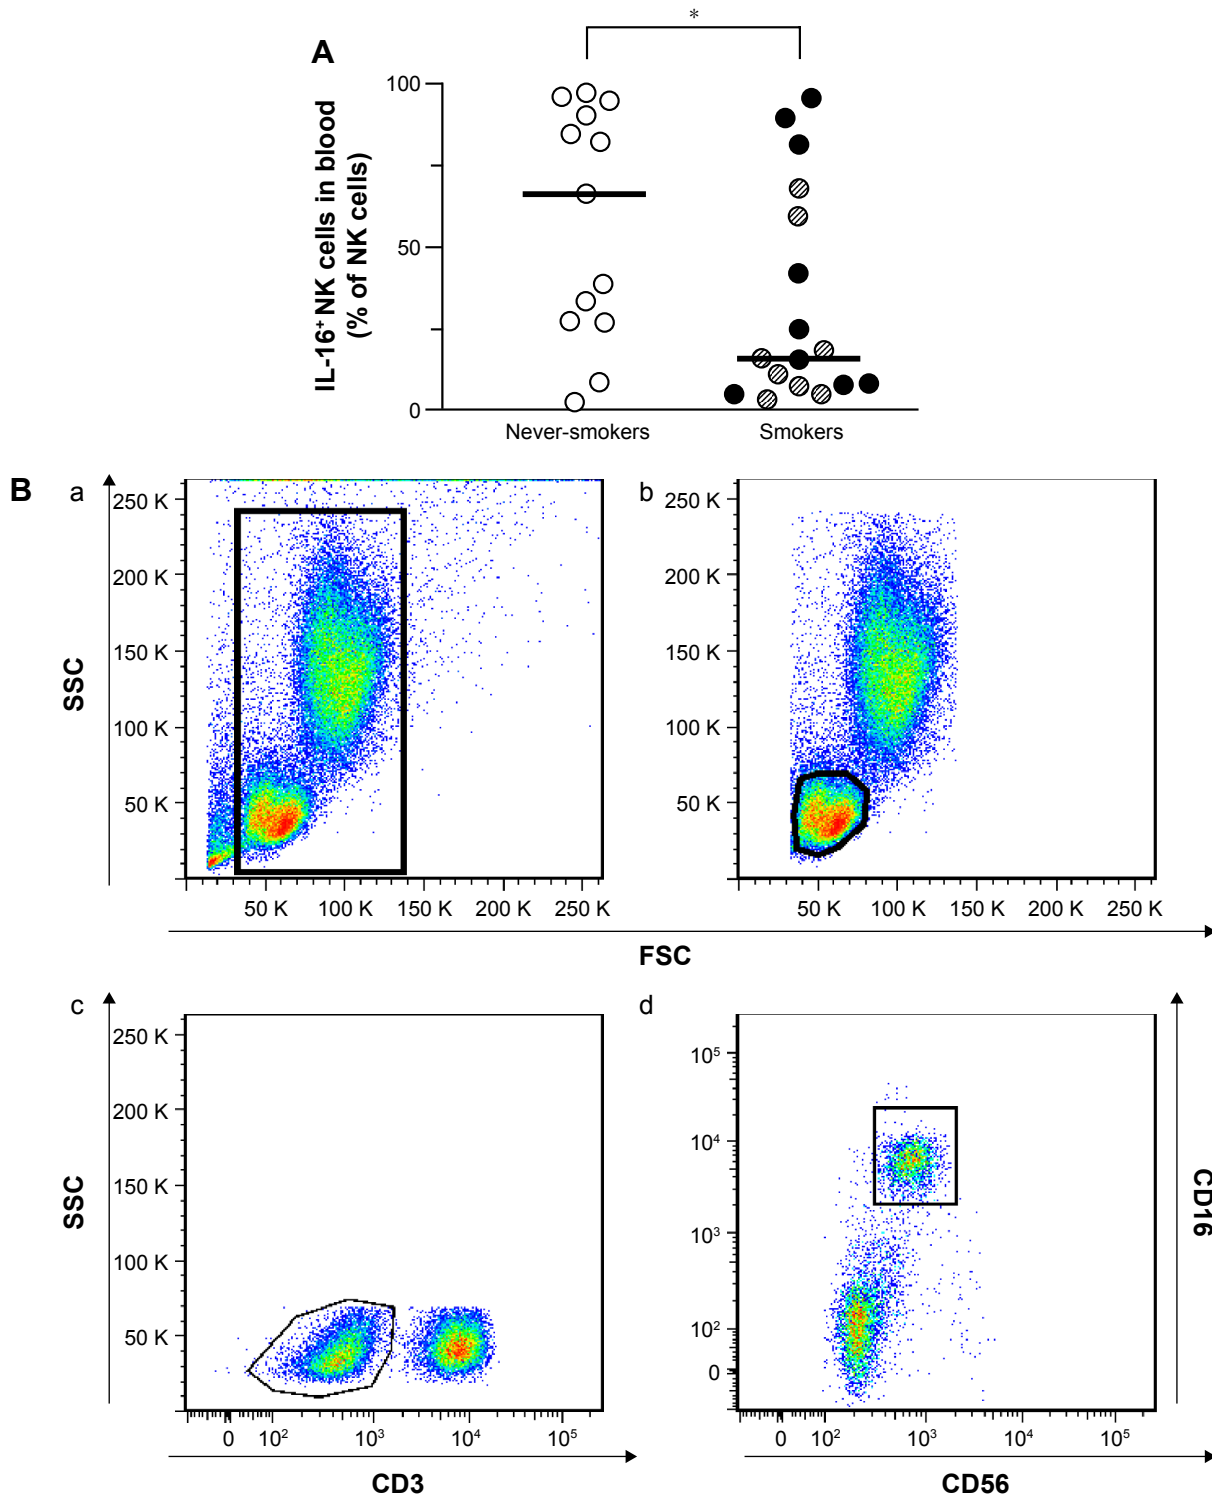 *
A
IL-16⁺ NK cells in blood
(% of NK cells)
100
50
0
Never-smokers
Smokers
B
a
SSC
250 K
200 K
150 K
100 K
50 K
50 K 100 K 150 K 200 K 250 K
b
250 K
200 K
150 K
100 K
50 K
50 K 100 K 150 K 200 K 250 K
FSC
c
SSC
250 K
200 K
150 K
100 K
50 K
0 10² 10³ 10⁴ 10⁵
CD3
d
10⁵
10⁴
10³
10²
0
0 10² 10³ 10⁴ 10⁵
CD56
CD16